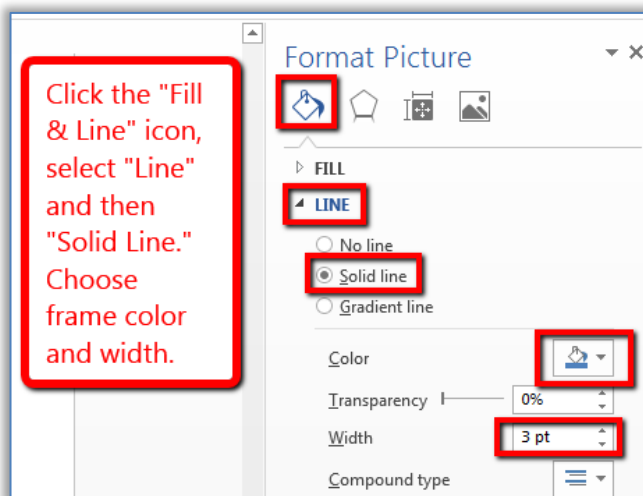 Format Picture
Click the "Fill
& Line" icon,
select "Line"
and then
"Solid Line."
Choose
frame color
and width.
FILL
LINE
No line
Solid line
Gradient line
Color
Transparency 0%
Width 3 pt
Compound type